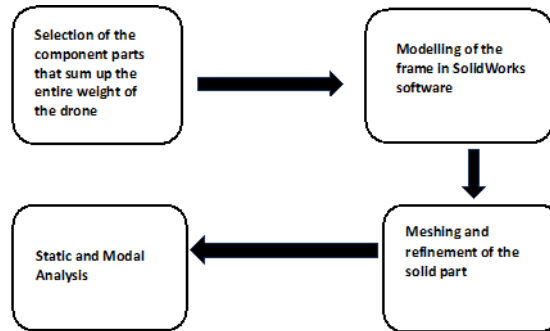 Selection of the
component parts
that sum up the
entire weight of
the drone
Modelling of the
frame in SolidWorks
software
Meshing and
refinement of the
solid part
Static and Modal
Analysis